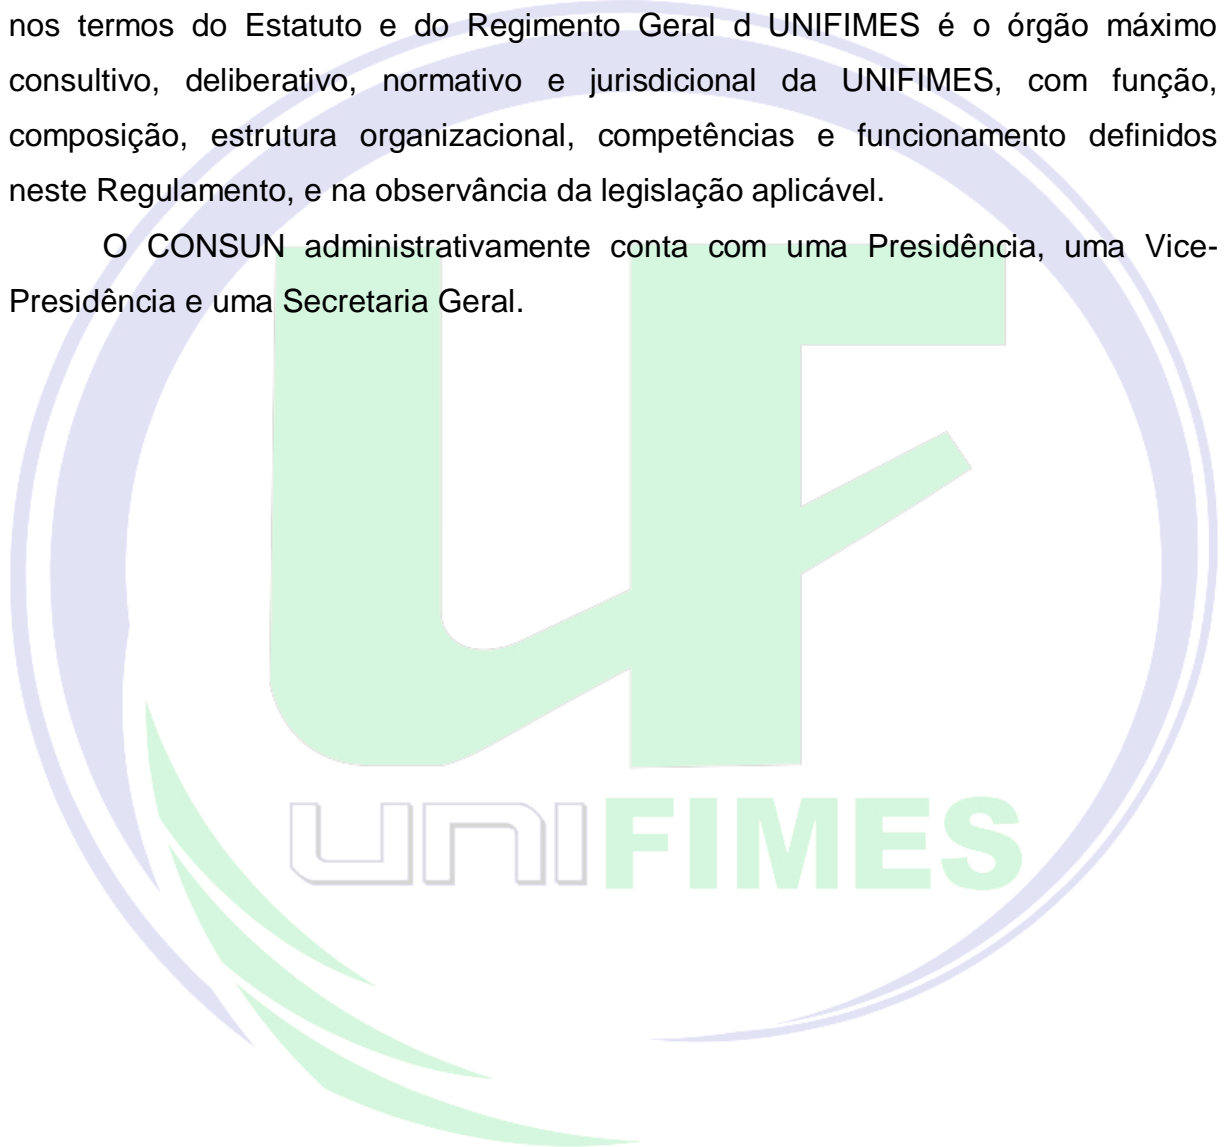 nos termos do Estatuto e do Regimento Geral d UNIFIMES é o órgão máximo
consultivo, deliberativo, normativo e jurisdicional da UNIFIMES, com função,
composição, estrutura organizacional, competências e funcionamento definidos
neste Regulamento, e na observância da legislação aplicável.
O CONSUN administrativamente conta com uma Presidência, uma Vice-
Presidência e uma Secretaria Geral.
UF
UNIFIMES